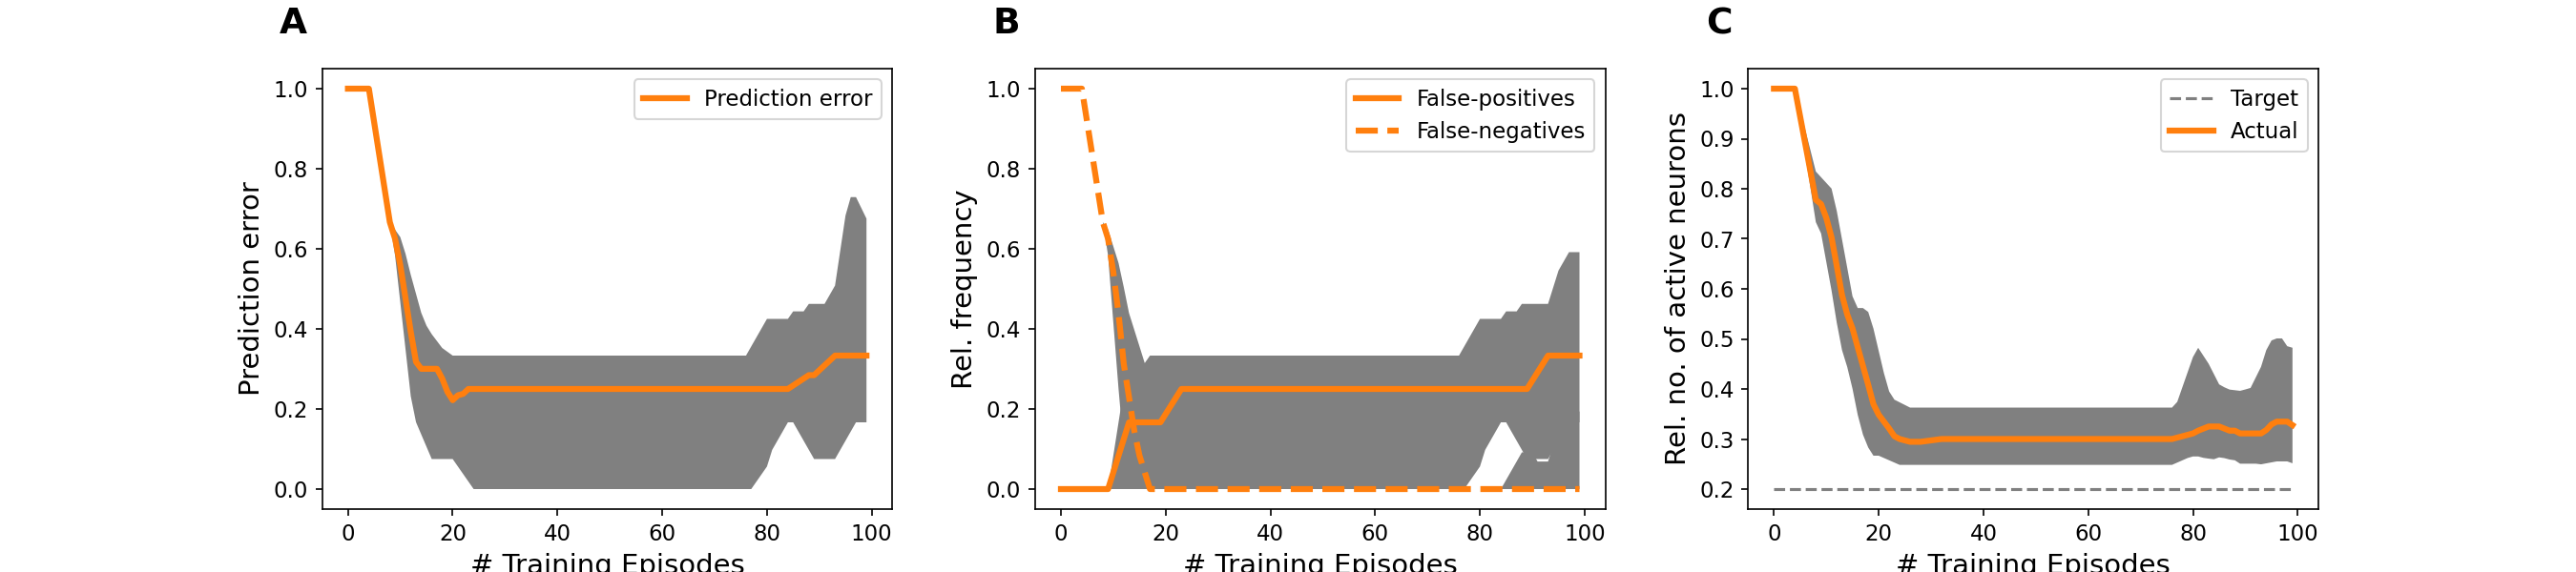 A
B
C
Prediction error
1.0
0.8
0.6
0.4
0.2
0.0
0 20 40 60 80 100
# Training Episodes
Prediction error
Rel. frequency
1.0
0.8
0.6
0.4
0.2
0.0
0 20 40 60 80 100
# Training Episodes
False-positives
False-negatives
Rel. no. of active neurons
1.0
0.9
0.8
0.7
0.6
0.5
0.4
0.3
0.2
0 20 40 60 80 100
# Training Episodes
Target
Actual